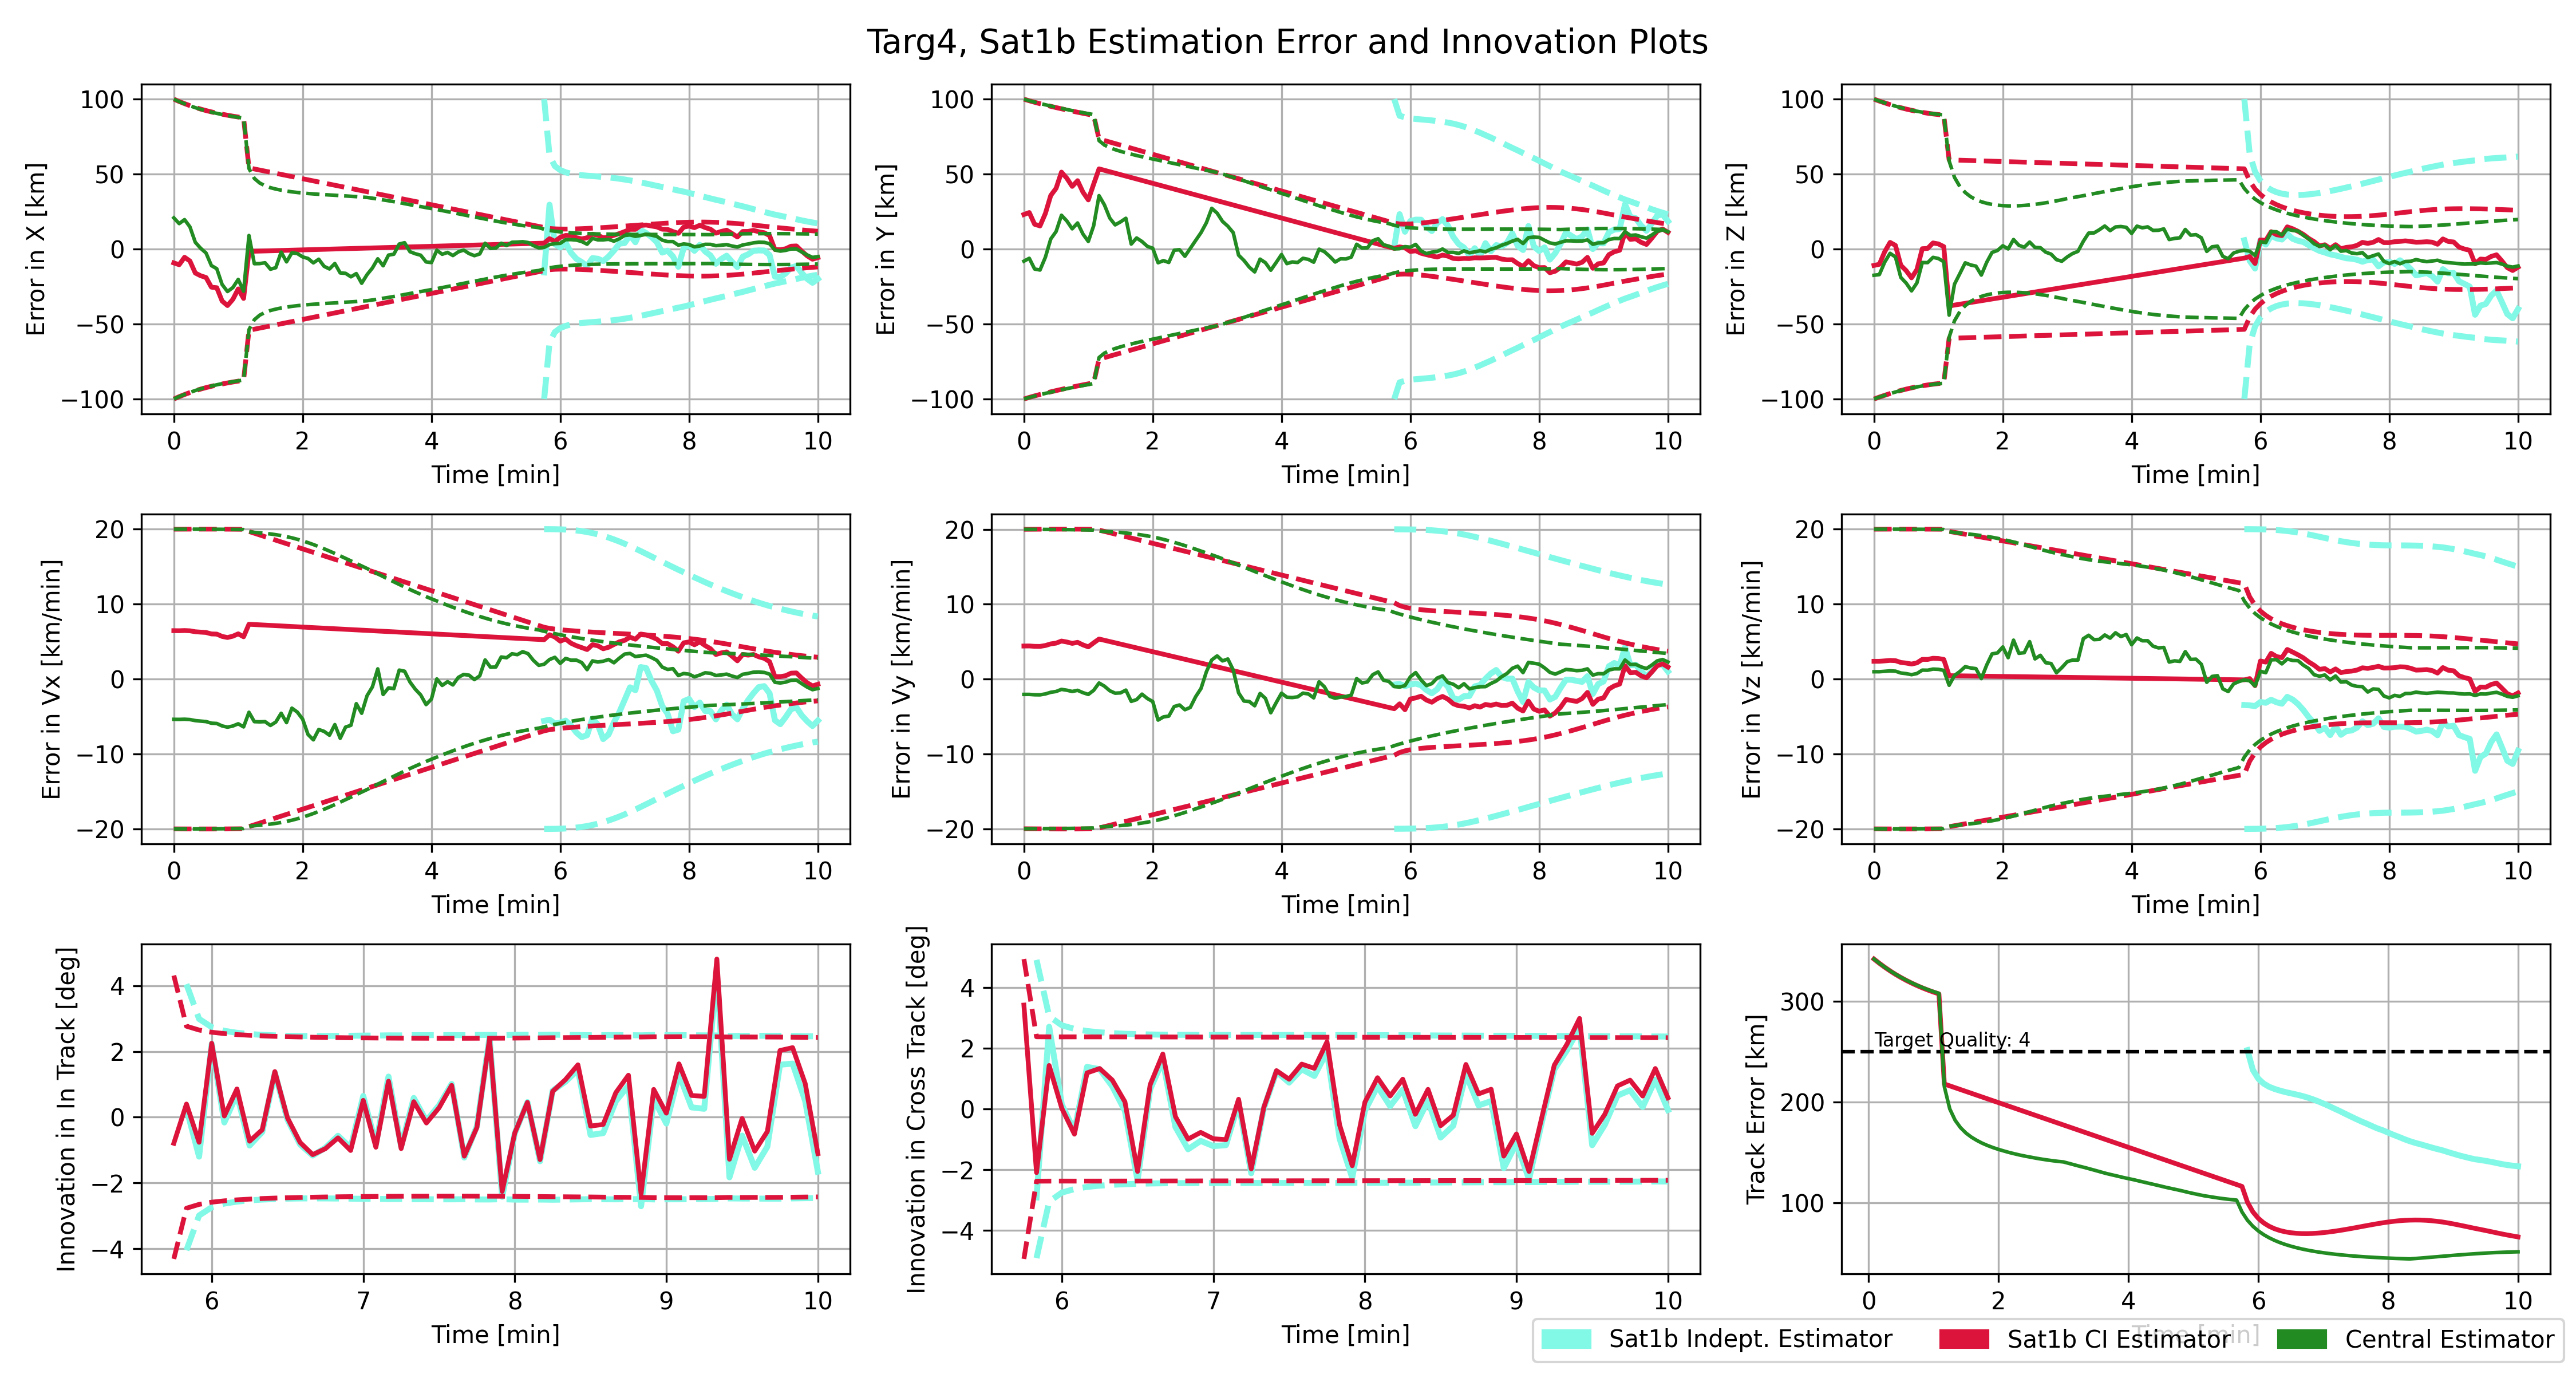 Targ4, Sat1b Estimation Error and Innovation Plots
Error in X [km]
100
50
0
−50
−100
0 2 4 6 8 10
Time [min]
Error in Y [km]
100
50
0
−50
−100
0 2 4 6 8 10
Time [min]
Error in Z [km]
100
50
0
−50
−100
0 2 4 6 8 10
Time [min]
Error in Vx [km/min]
20
10
0
−10
−20
0 2 4 6 8 10
Time [min]
Error in Vy [km/min]
20
10
0
−10
−20
0 2 4 6 8 10
Time [min]
Error in Vz [km/min]
20
10
0
−10
−20
0 2 4 6 8 10
Time [min]
Innovation in In Track [deg]
4
2
0
−2
−4
6 7 8 9 10
Time [min]
Innovation in Cross Track [deg]
4
2
0
−2
−4
6 7 8 9 10
Time [min]
Track Error [km]
300
200
100
Target Quality: 4
0 2 4 6 8 10
Time [min]
Sat1b Indept. Estimator
Sat1b CI Estimator
Central Estimator